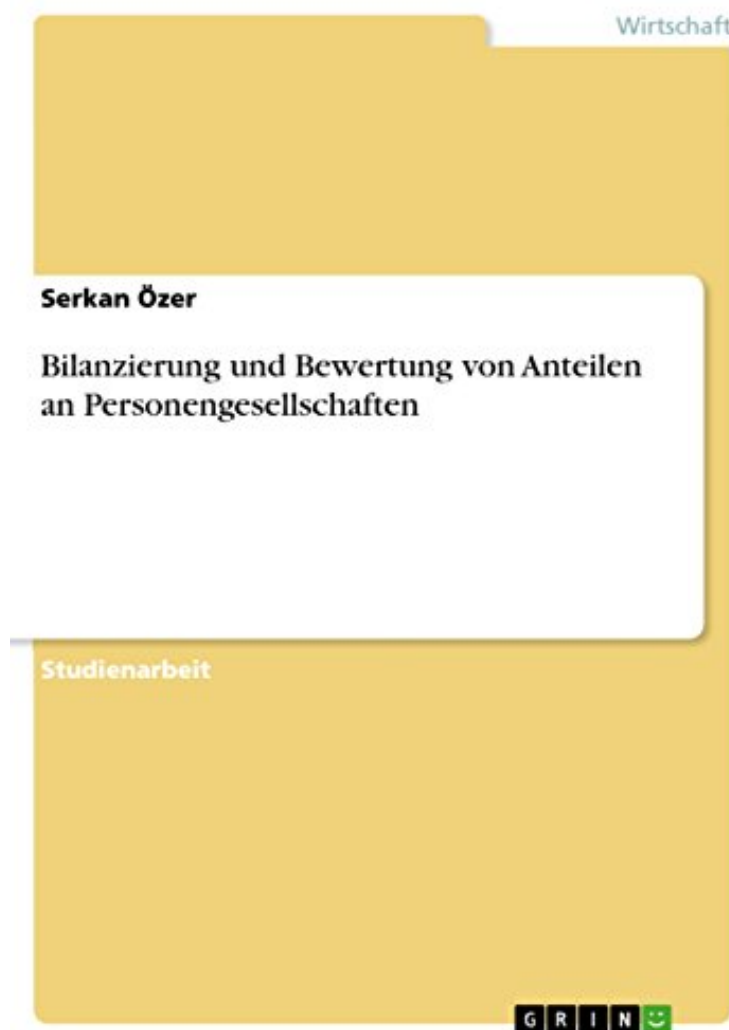 Wirtschaft
Serkan Özer
Bilanzierung und Bewertung von Anteilen
an Personengesellschaften
Studienarbeit
GRIN